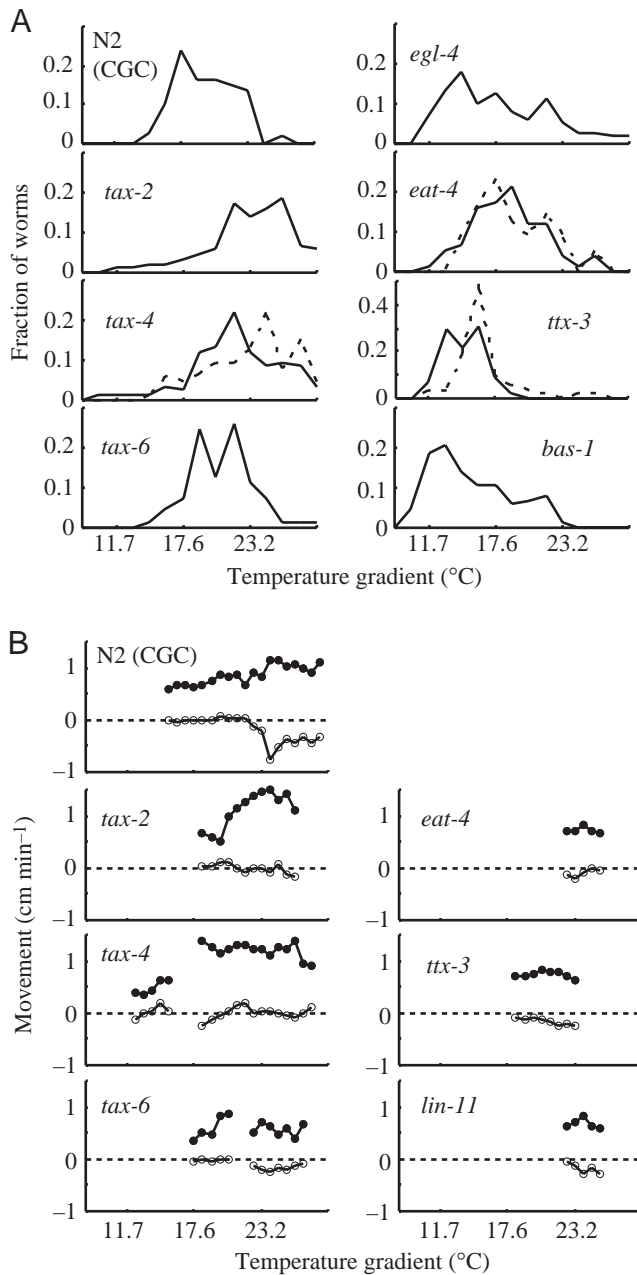 A
N2
(CGC)
0.2
0.1
0
egl-4
0.2
0.1
0
tax-2
0.2
0.1
0
eat-4
0.2
0.1
0
tax-4
0.2
0.1
0
ttx-3
0.4
0.2
0
tax-6
0.2
0.1
0
bas-1
0.2
0.1
0
Fraction of worms
11.7 17.6 23.2
11.7 17.6 23.2
Temperature gradient (°C)
B
N2 (CGC)
1
0
–1
tax-2
1
0
–1
eat-4
1
0
–1
tax-4
1
0
–1
ttx-3
1
0
–1
tax-6
1
0
–1
lin-11
1
0
–1
Movement (cm min–1)
11.7 17.6 23.2
11.7 17.6 23.2
Temperature gradient (°C)